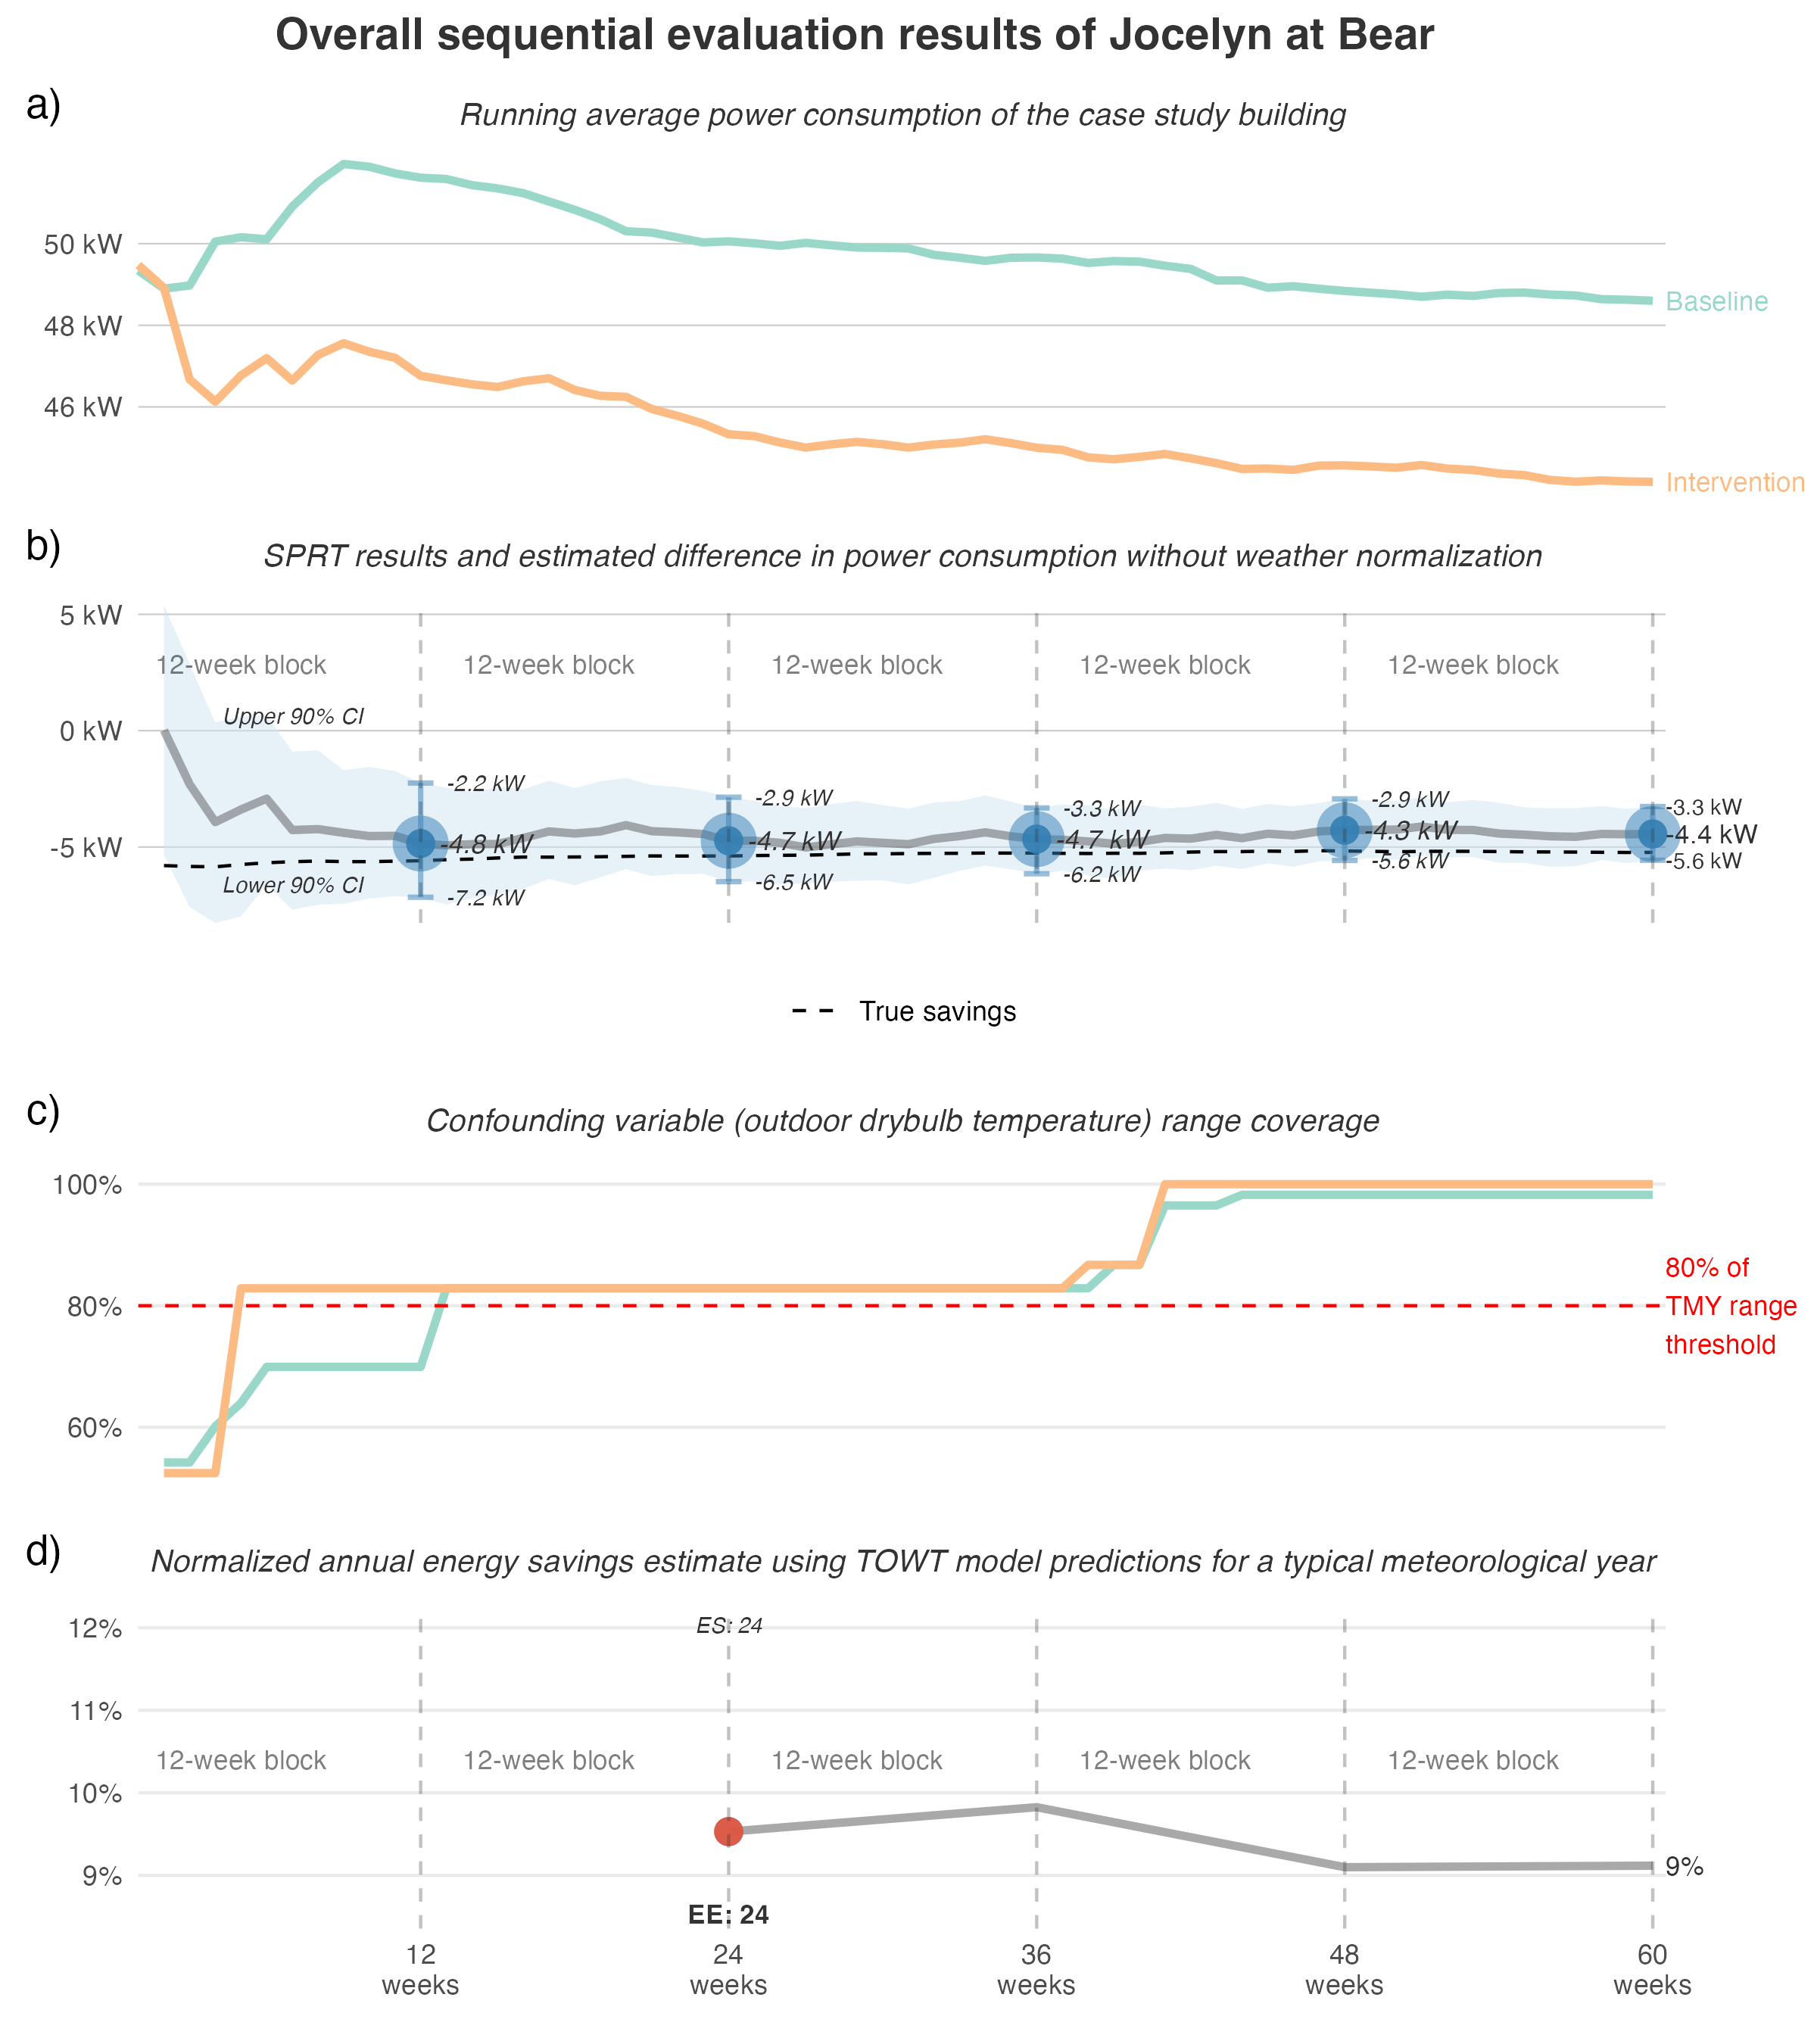 Overall sequential evaluation results of Jocelyn at Bear
a)
Running average power consumption of the case study building
50 kW
48 kW
46 kW
Baseline
Intervention
b)
SPRT results and estimated difference in power consumption without weather normalization
5 kW
0 kW
-5 kW
12-week block
12-week block
12-week block
12-week block
12-week block
Upper 90% CI
Lower 90% CI
-2.2 kW
-4.8 kW
-7.2 kW
-2.9 kW
-4.7 kW
-6.5 kW
-3.3 kW
-4.7 kW
-6.2 kW
-2.9 kW
-4.3 kW
-5.6 kW
-3.3 kW
-4.4 kW
-5.6 kW
True savings
c)
Confounding variable (outdoor drybulb temperature) range coverage
100%
80%
60%
80% of
TMY range
threshold
d)
Normalized annual energy savings estimate using TOWT model predictions for a typical meteorological year
12%
11%
10%
9%
ES: 24
12-week block
12-week block
12-week block
12-week block
12-week block
9%
EE: 24
12
weeks
24
weeks
36
weeks
48
weeks
60
weeks